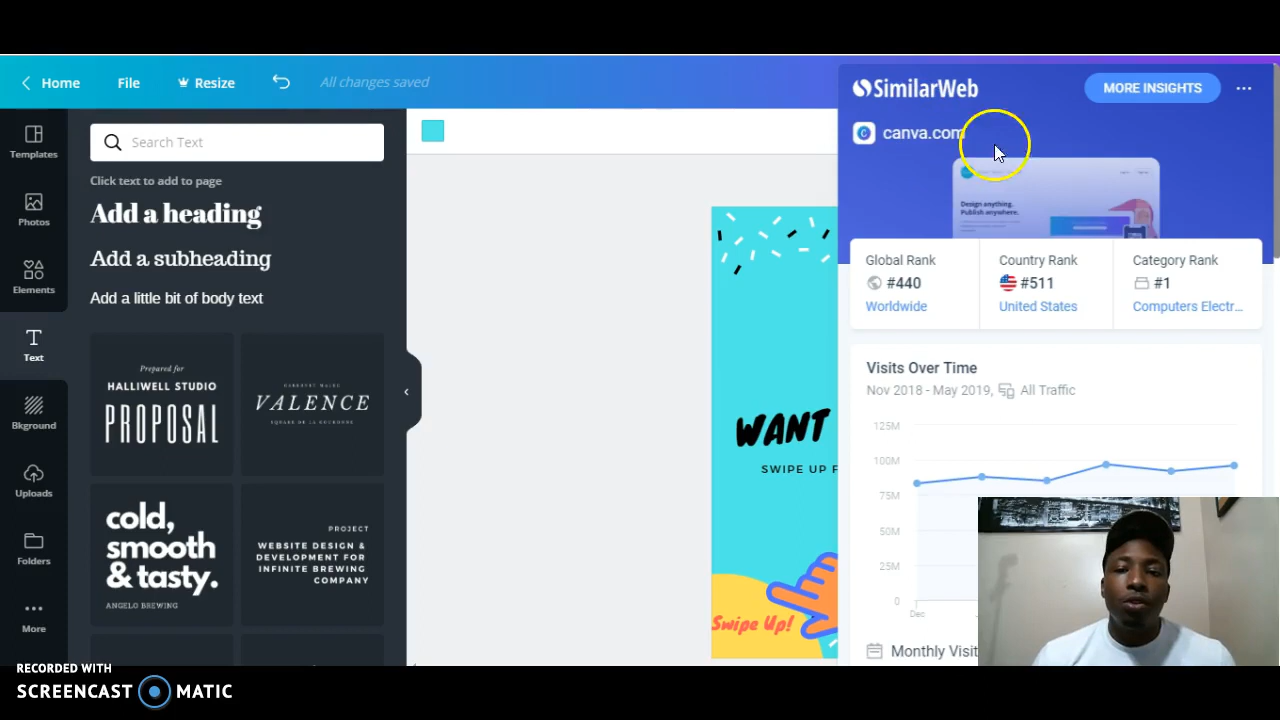 Home
File
Resize
All changes saved
Templates
Photos
Elements
Text
Bkground
Uploads
Folders
More
Search Text
Click text to add to page
Add a heading
Add a subheading
Add a little bit of body text
Prepared for
HALLIWELL STUDIO
PROPOSAL
VALENCE
cold,
smooth
& tasty.
ANGELO BREWING
PROJECT
WEBSITE DESIGN &
DEVELOPMENT FOR
INFINITE BREWING
COMPANY
WANT
SWIPE UP F
Swipe Up!
SimilarWeb
MORE INSIGHTS
canva.com
Design anything.
Publish anywhere.
Global Rank
#440
Worldwide
Country Rank
#511
United States
Category Rank
#1
Computers Electr...
Visits Over Time
Nov 2018 - May 2019, All Traffic
125M
100M
75M
50M
25M
0
Dec
Monthly Visit
RECORDED WITH
SCREENCAST MATIC